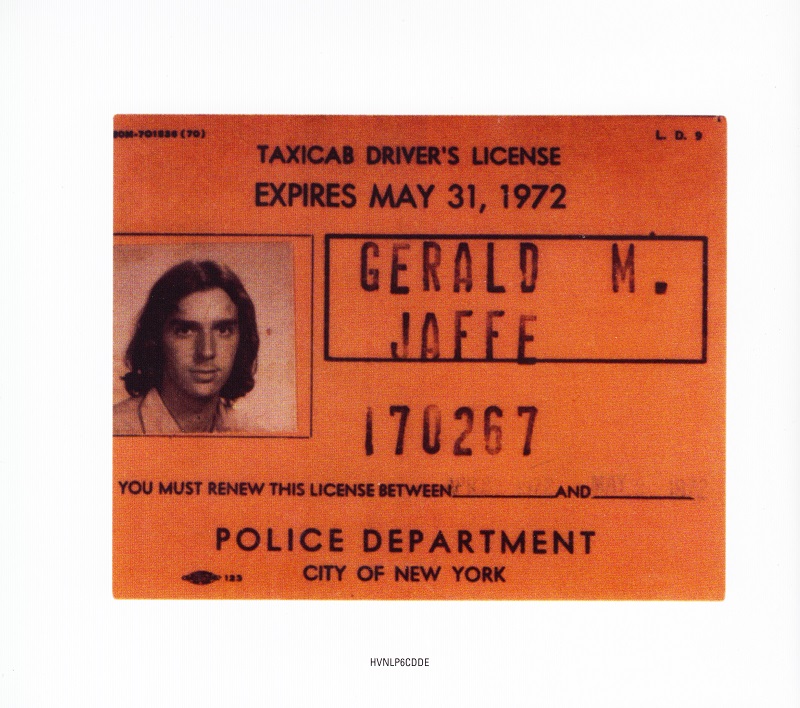 L. D. 9
TAXICAB DRIVER'S LICENSE
EXPIRES MAY 31, 1972
GERALD M.
JAFFE
170267
YOU MUST RENEW THIS LICENSE BETWEEN AND
POLICE DEPARTMENT
CITY OF NEW YORK
123
HVNLP6CDDE